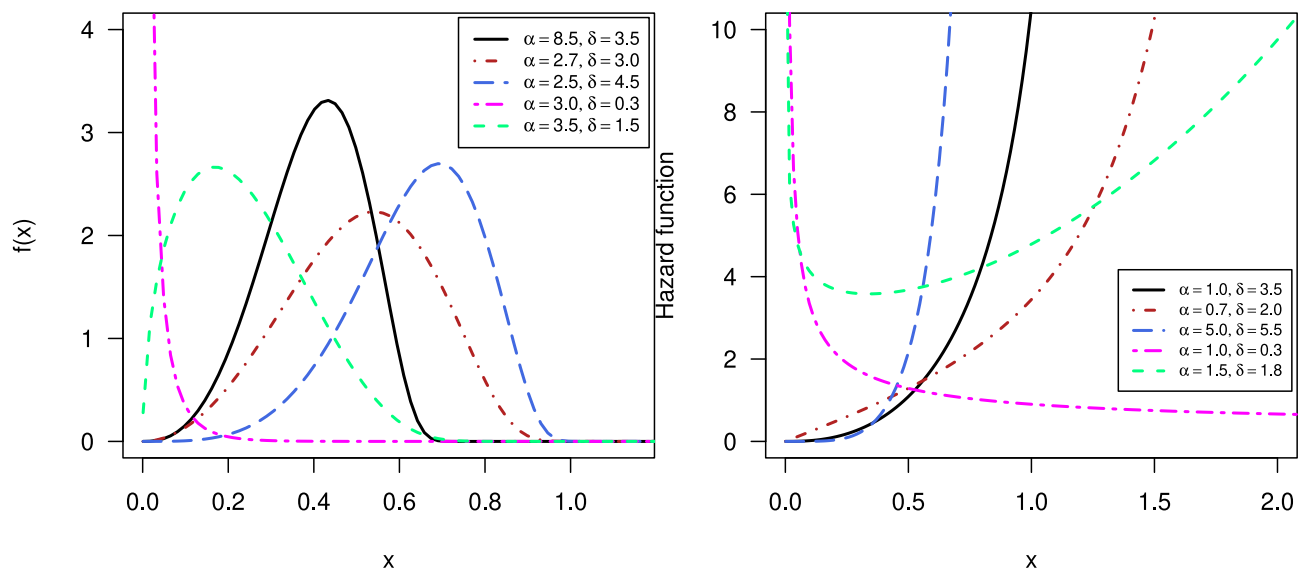 f(x)
4
3
2
1
0
0.0 0.2 0.4 0.6 0.8 1.0
x
α = 8.5, δ = 3.5
α = 2.7, δ = 3.0
α = 2.5, δ = 4.5
α = 3.0, δ = 0.3
α = 3.5, δ = 1.5
Hazard function
10
8
6
4
2
0
0.0 0.5 1.0 1.5 2.0
x
α = 1.0, δ = 3.5
α = 0.7, δ = 2.0
α = 5.0, δ = 5.5
α = 1.0, δ = 0.3
α = 1.5, δ = 1.8